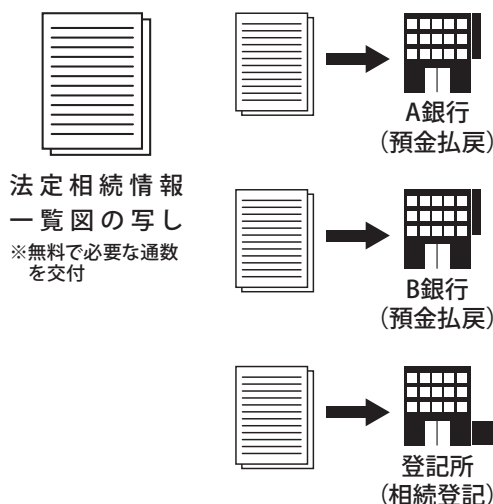 法定相続情報
一覧図の写し
※無料で必要な通数
を交付
A銀行
(預金払戻)
B銀行
(預金払戻)
登記所
(相続登記)